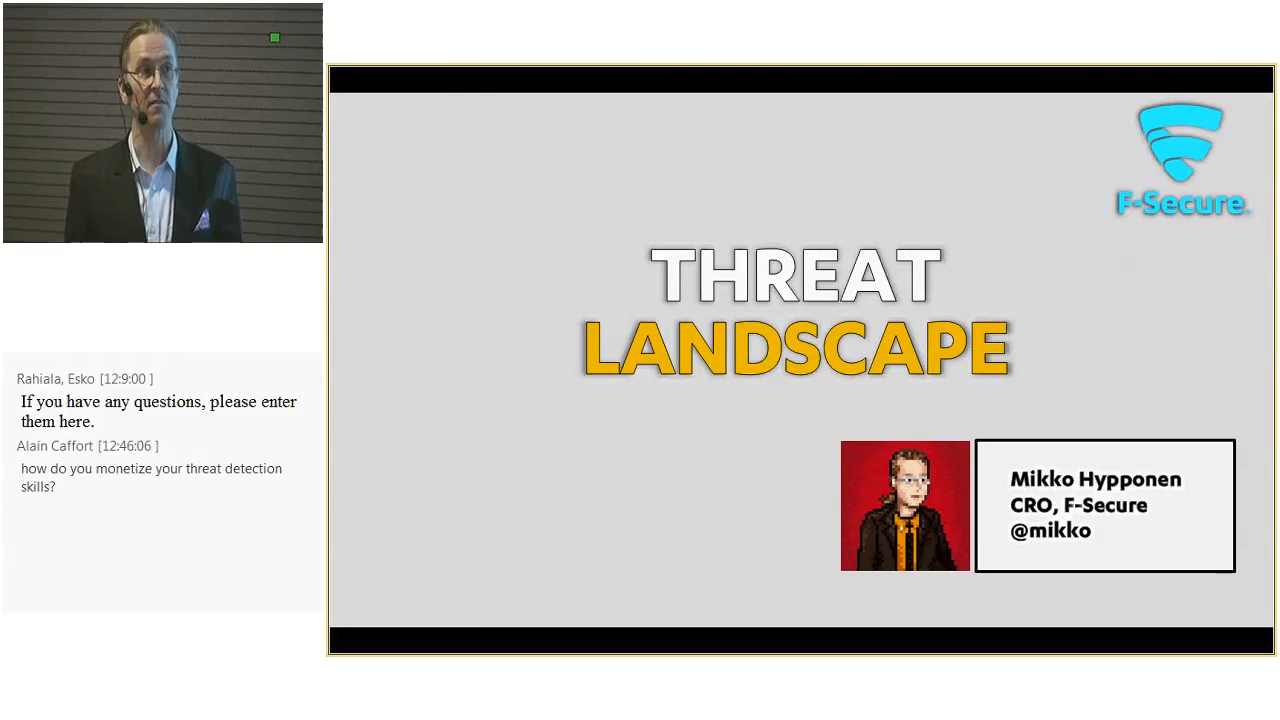 F-Secure
THREAT
LANDSCAPE
Mikko Hypponen
CRO, F-Secure
@mikko
Rahiala, Esko [12:9:00 ]
If you have any questions, please enter
them here.
Alain Caffort [12:46:06 ]
how do you monetize your threat detection
skills?